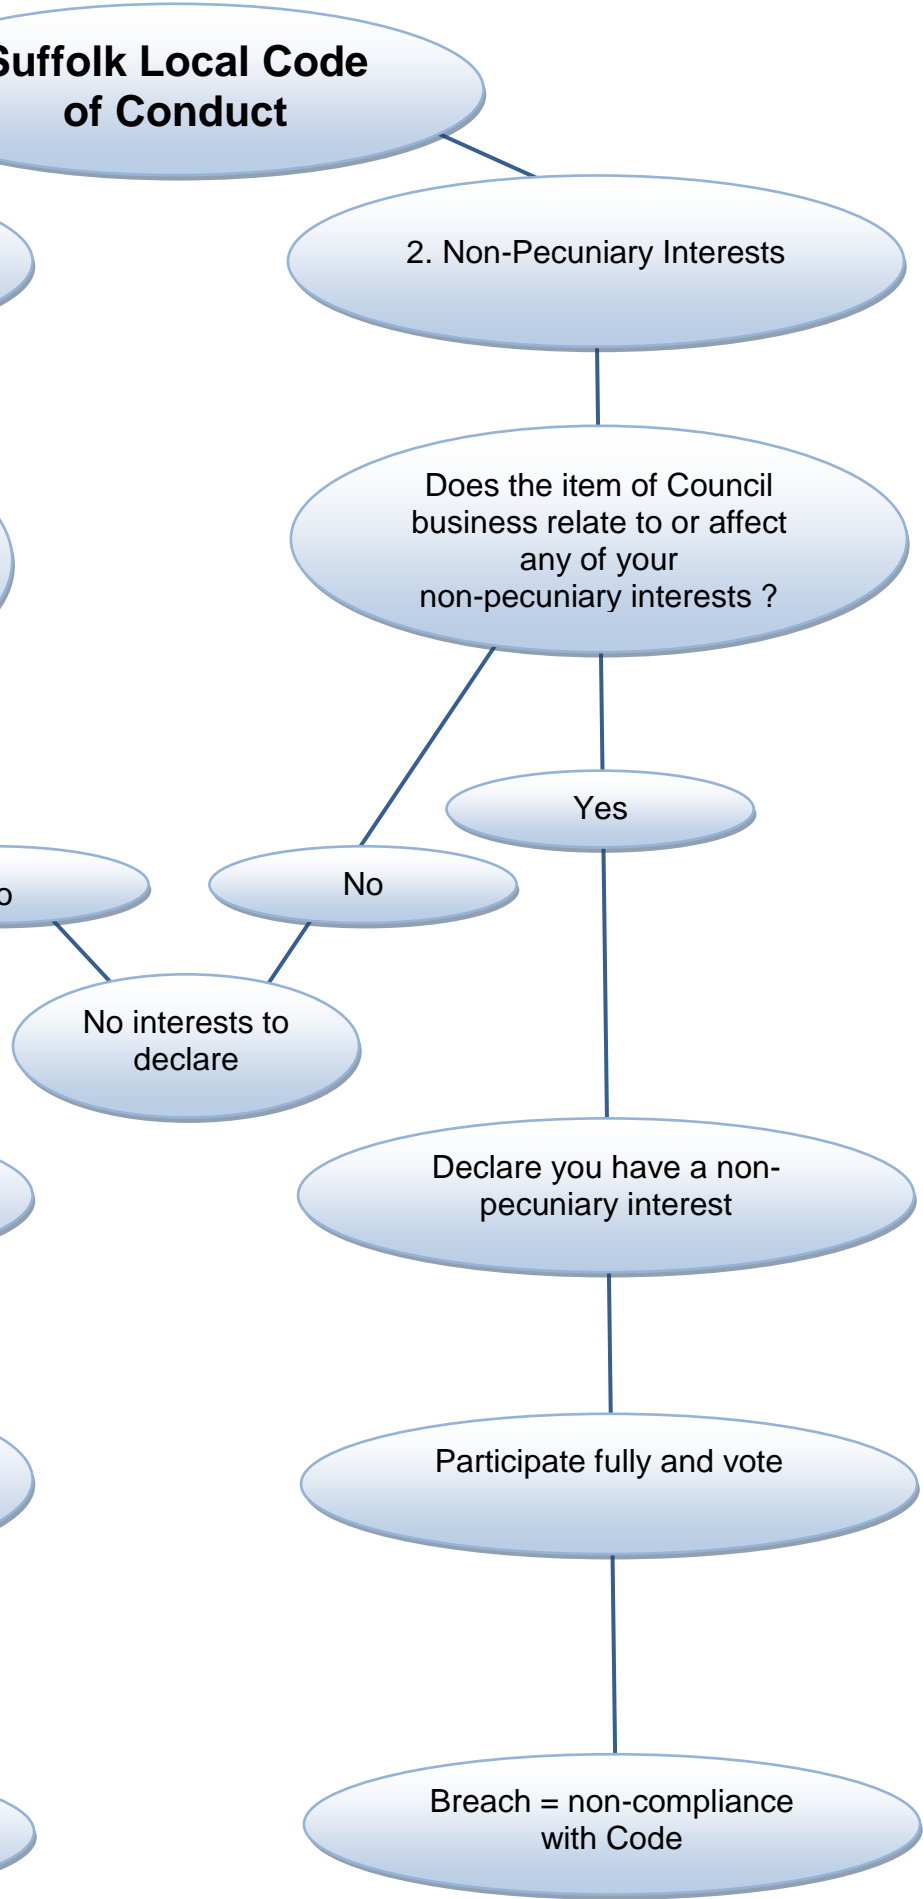 Suffolk Local Code
of Conduct
2. Non-Pecuniary Interests
Does the item of Council
business relate to or affect
any of your
non-pecuniary interests ?
Yes
No
No interests to
declare
Declare you have a non-
pecuniary interest
Participate fully and vote
Breach = non-compliance
with Code